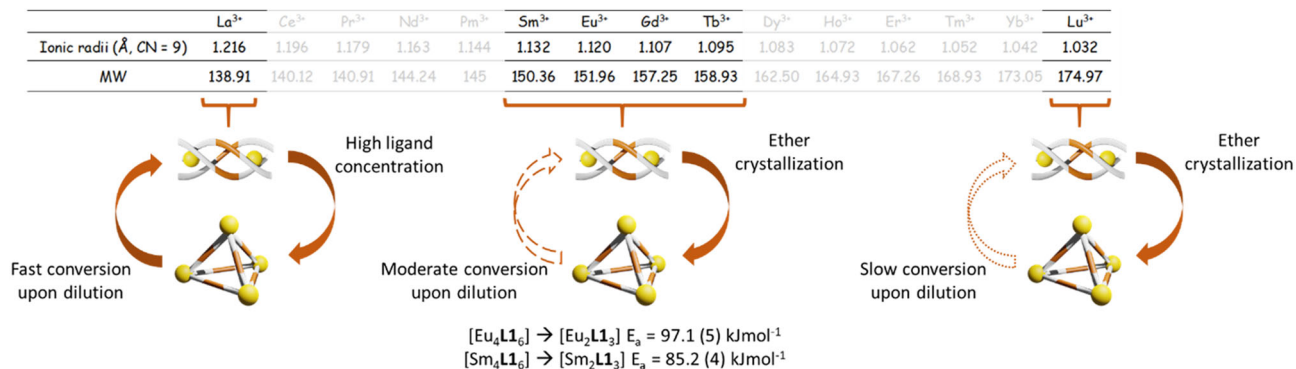 La³⁺ Ce³⁺ Pr³⁺ Nd³⁺ Pm³⁺ Sm³⁺ Eu³⁺ Gd³⁺ Tb³⁺ Dy³⁺ Ho³⁺ Er³⁺ Tm³⁺ Yb³⁺ Lu³⁺
Ionic radii (Å, CN = 9) 1.216 1.196 1.179 1.163 1.144 1.132 1.120 1.107 1.095 1.083 1.072 1.062 1.052 1.042 1.032
MW 138.91 140.12 140.91 144.24 145 150.36 151.96 157.25 158.93 162.50 164.93 167.26 168.93 173.05 174.97
High ligand
concentration
Fast conversion
upon dilution
Ether
crystallization
Moderate conversion
upon dilution
Ether
crystallization
Slow conversion
upon dilution
[Eu₄L1₆] → [Eu₂L1₃] Eₐ = 97.1 (5) kJmol⁻¹
[Sm₄L1₆] → [Sm₂L1₃] Eₐ = 85.2 (4) kJmol⁻¹